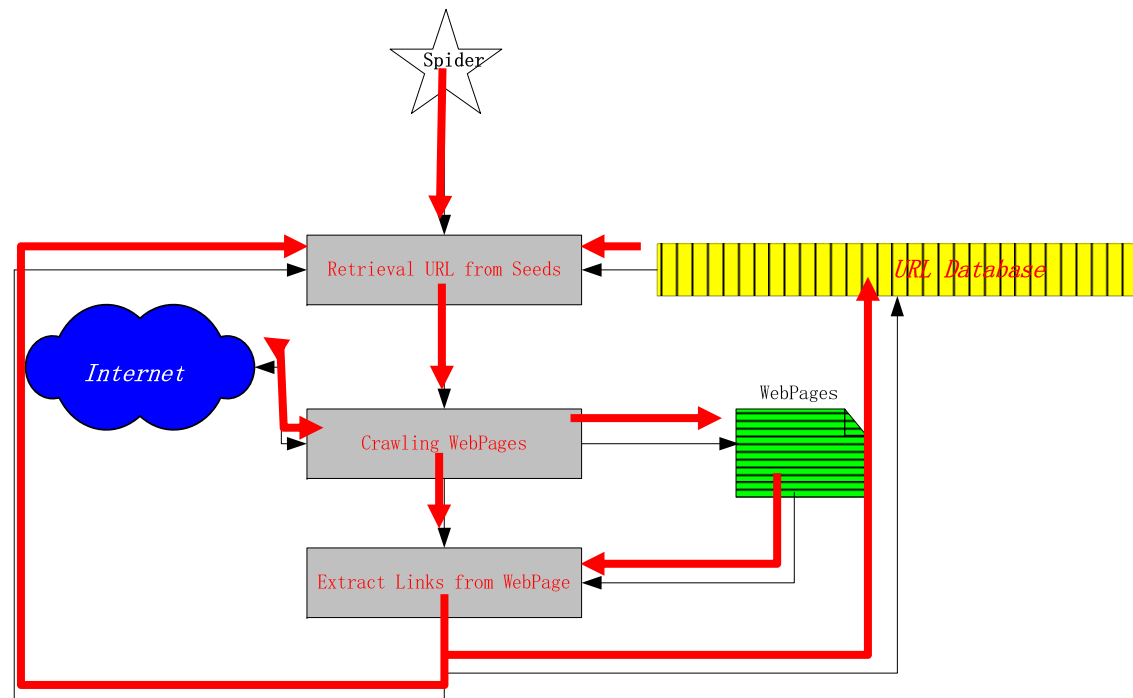 Spider
Retrieval URL from Seeds
URL Database
Internet
WebPages
Crawling WebPages
Extract Links from WebPage